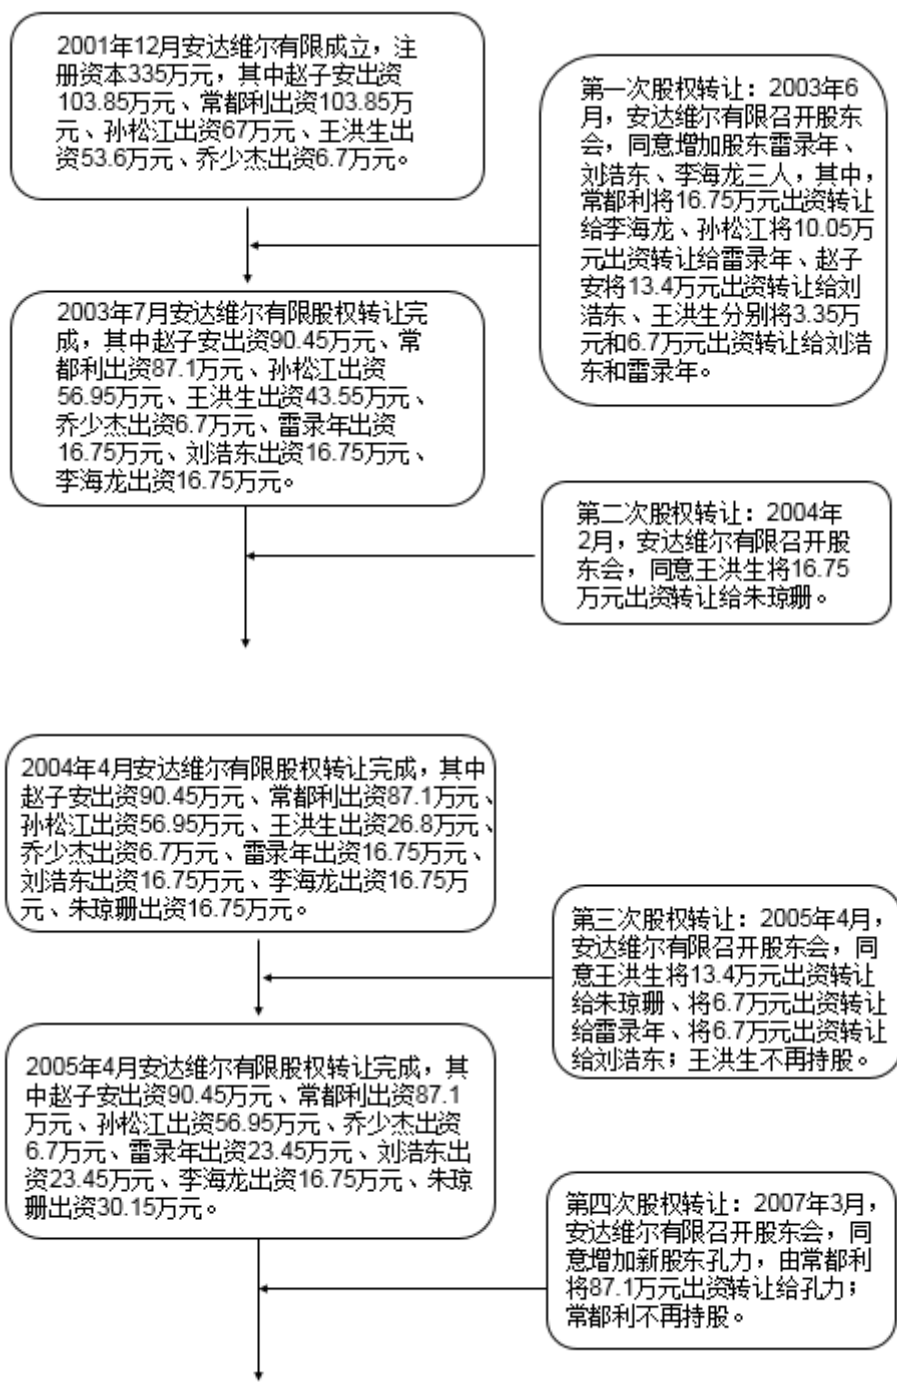 2001年12月安达维尔有限成立，注
册资本335万元，其中赵子安出资
103.85万元、常都利出资103.85万
元、孙松江出资67万元、王洪生出
资53.6万元、乔少杰出资6.7万元。
第一次股权转让：2003年6
月，安达维尔有限召开股东
会，同意增加股东雷录年、
刘浩东、李海龙三人，其中，
常都利将16.75万元出资转让
给李海龙、孙松江将10.05万
元出资转让给雷录年、赵子
安将13.4万元出资转让给刘
浩东、王洪生分别将3.35万
元和6.7万元出资转让给刘浩
东和雷录年。
2003年7月安达维尔有限股权转让完
成，其中赵子安出资90.45万元、常
都利出资87.1万元、孙松江出资
56.95万元、王洪生出资43.55万元、
乔少杰出资6.7万元、雷录年出资
16.75万元、刘浩东出资16.75万元、
李海龙出资16.75万元。
第二次股权转让：2004年
2月，安达维尔有限召开股
东会，同意王洪生将16.75
万元出资转让给朱琼珊。
2004年4月安达维尔有限股权转让完成，其中
赵子安出资90.45万元、常都利出资87.1万元、
孙松江出资56.95万元、王洪生出资26.8万元、
乔少杰出资6.7万元、雷录年出资16.75万元、
刘浩东出资16.75万元、李海龙出资16.75万
元、朱琼珊出资16.75万元。
第三次股权转让：2005年4月，
安达维尔有限召开股东会，同
意王洪生将13.4万元出资转让
给朱琼珊、将6.7万元出资转让
给雷录年、将6.7万元出资转让
给刘浩东；王洪生不再持股。
2005年4月安达维尔有限股权转让完成，其
中赵子安出资90.45万元、常都利出资87.1
万元、孙松江出资56.95万元、乔少杰出资
6.7万元、雷录年出资23.45万元、刘浩东出
资23.45万元、李海龙出资16.75万元、朱琼
珊出资30.15万元。
第四次股权转让：2007年3月，
安达维尔有限召开股东会，同
意增加新股东孔力，由常都利
将87.1万元出资转让给孔力；
常都利不再持股。